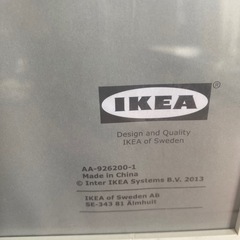 IKEA®
Design and Quality
IKEA of Sweden
AA-926200-1
Made in China
© Inter IKEA Systems B.V. 2013
IKEA of Sweden AB
SE-343 81 Älmhult